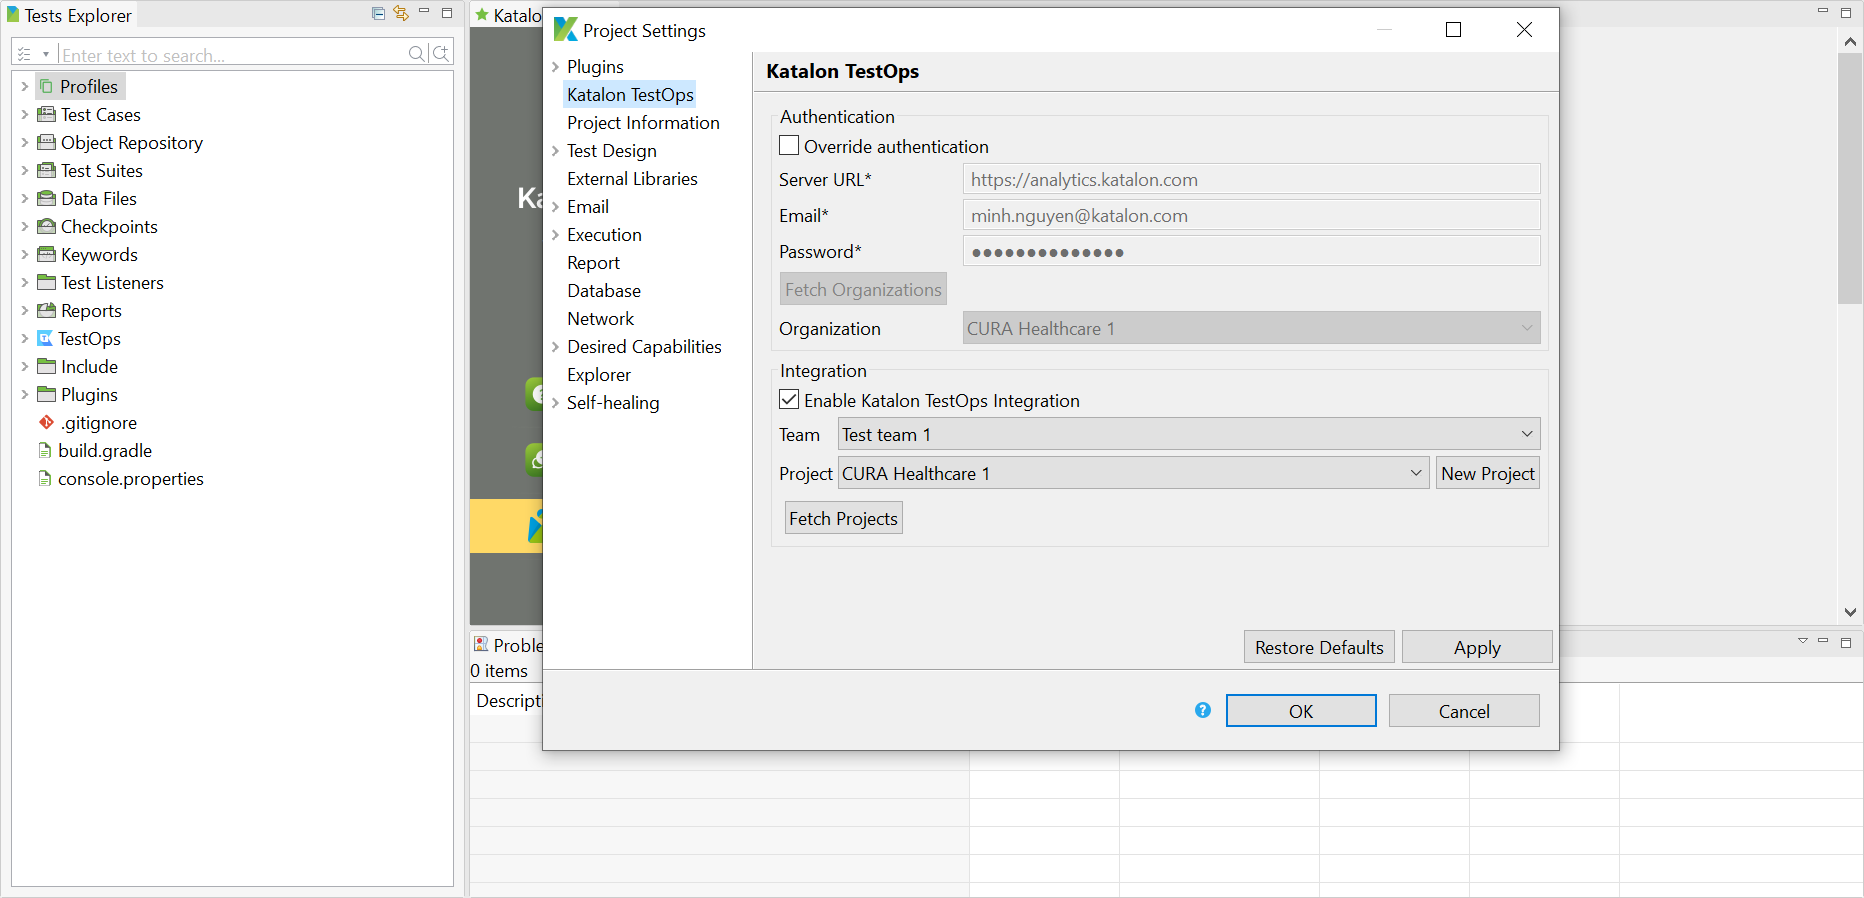 Tests Explorer
Enter text to search...
Profiles
Test Cases
Object Repository
Test Suites
Data Files
Checkpoints
Keywords
Test Listeners
Reports
TestOps
Include
Plugins
.gitignore
build.gradle
console.properties
Katalo
Ka
Proble
0 items
Descripti
Project Settings
Plugins
Katalon TestOps
Project Information
Test Design
External Libraries
Email
Execution
Report
Database
Network
Desired Capabilities
Explorer
Self-healing
Katalon TestOps
Authentication
Override authentication
Server URL* https://analytics.katalon.com
Email* minh.nguyen@katalon.com
Password* ●●●●●●●●●●●●●●
Fetch Organizations
Organization CURA Healthcare 1
Integration
Enable Katalon TestOps Integration
Team Test team 1
Project CURA Healthcare 1 New Project
Fetch Projects
Restore Defaults Apply
OK Cancel